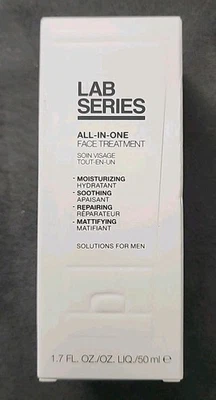 LAB
SERIES
ALL-IN-ONE
FACE TREATMENT
SOIN VISAGE
TOUT-EN-UN
· MOISTURIZING
HYDRATANT
· SOOTHING
APAISANT
· REPAIRING
RÉPARATEUR
· MATTIFYING
MATIFIANT
SOLUTIONS FOR MEN
1.7 FL. OZ./OZ. LIQ./50 ml ℮